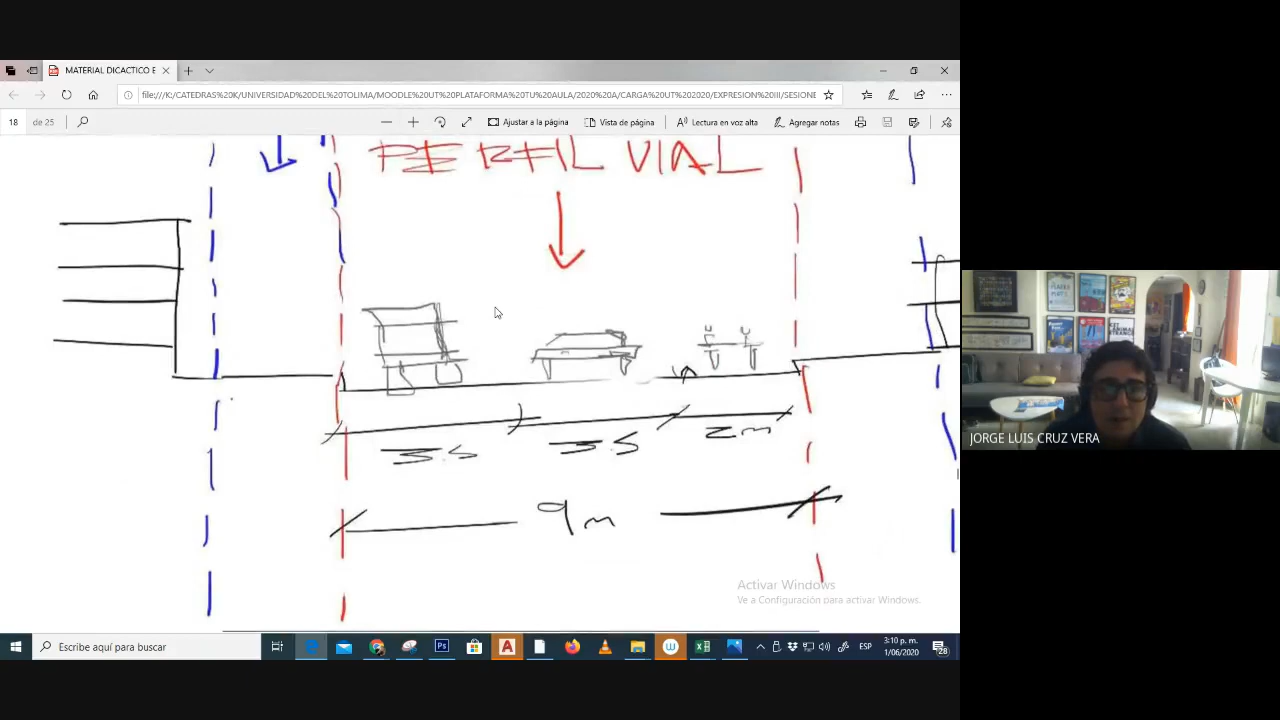 MATERIAL DICACTICO E
file:///K:/CATEDRAS%20K/UNIVERSIDAD%20DEL%20TOLIMA/MOODLE%20UT%20PLATAFORMA%20TU%20AULA/2020%20A/CARGA%20UT%202020/EXPRESION%20III/SESIONE
18 de 25
Ajustar a la página
Vista de página
Lectura en voz alta
Agregar notas
PERFIL VIAL
3.5 3.5 2m
9m
JORGE LUIS CRUZ VERA
Activar Windows
Ve a Configuración para activar Windows.
Escribe aquí para buscar
ESP
3:10 p. m.
1/06/2020
28